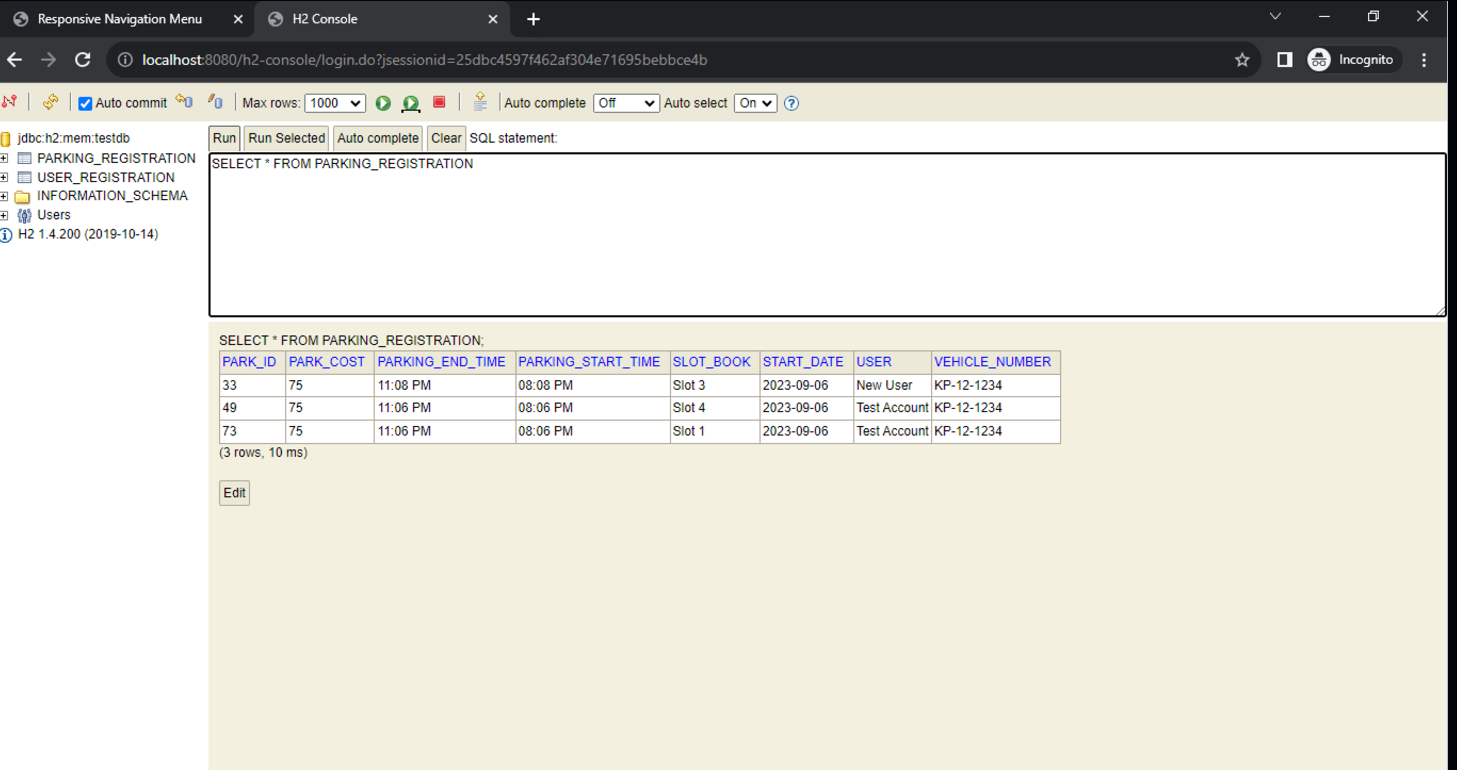 Responsive Navigation Menu
H2 Console
localhost:8080/h2-console/login.do?jsessionid=25dbc4597f462af304e71695bebbce4b
Incognito
Auto commit
Max rows: 1000
Auto complete Off Auto select On ?
jdbc:h2:mem:testdb
PARKING_REGISTRATION
USER_REGISTRATION
INFORMATION_SCHEMA
Users
H2 1.4.200 (2019-10-14)
Run Run Selected Auto complete Clear SQL statement:
SELECT * FROM PARKING_REGISTRATION
SELECT * FROM PARKING_REGISTRATION;
PARK_ID PARK_COST PARKING_END_TIME PARKING_START_TIME SLOT_BOOK START_DATE USER VEHICLE_NUMBER
33 75 11:08 PM 08:08 PM Slot 3 2023-09-06 New User KP-12-1234
49 75 11:06 PM 08:06 PM Slot 4 2023-09-06 Test Account KP-12-1234
73 75 11:06 PM 08:06 PM Slot 1 2023-09-06 Test Account KP-12-1234
(3 rows, 10 ms)
Edit